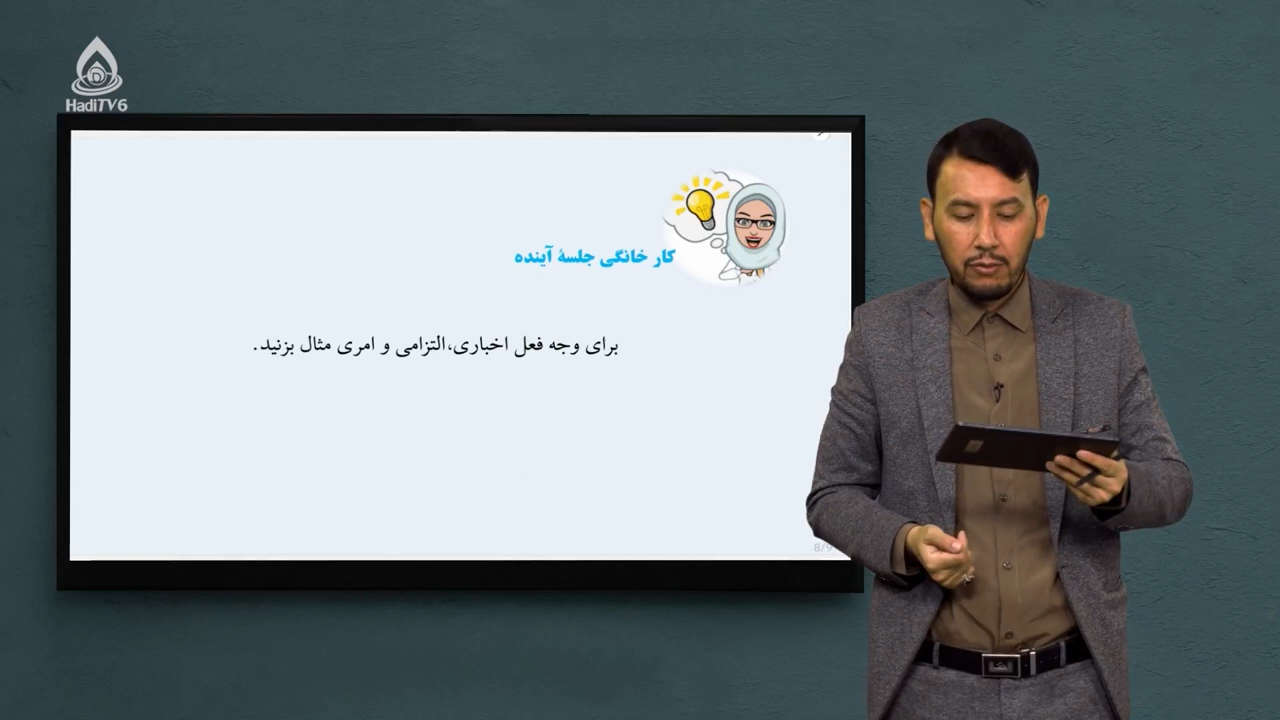 HadiTV6
کار خانگی جلسهٔ آینده
برای وجه فعل اخباری،التزامی و امری مثال بزنید.
8/9